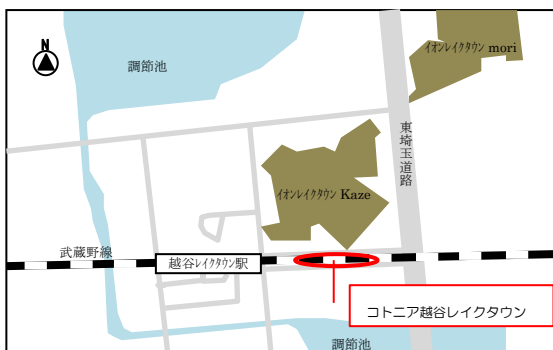 N
イオンレイクタウン mori
調節池
東埼玉道路
イオンレイクタウン Kaze
武蔵野線
越谷レイクタウン駅
コトニア越谷レイクタウン
調節池